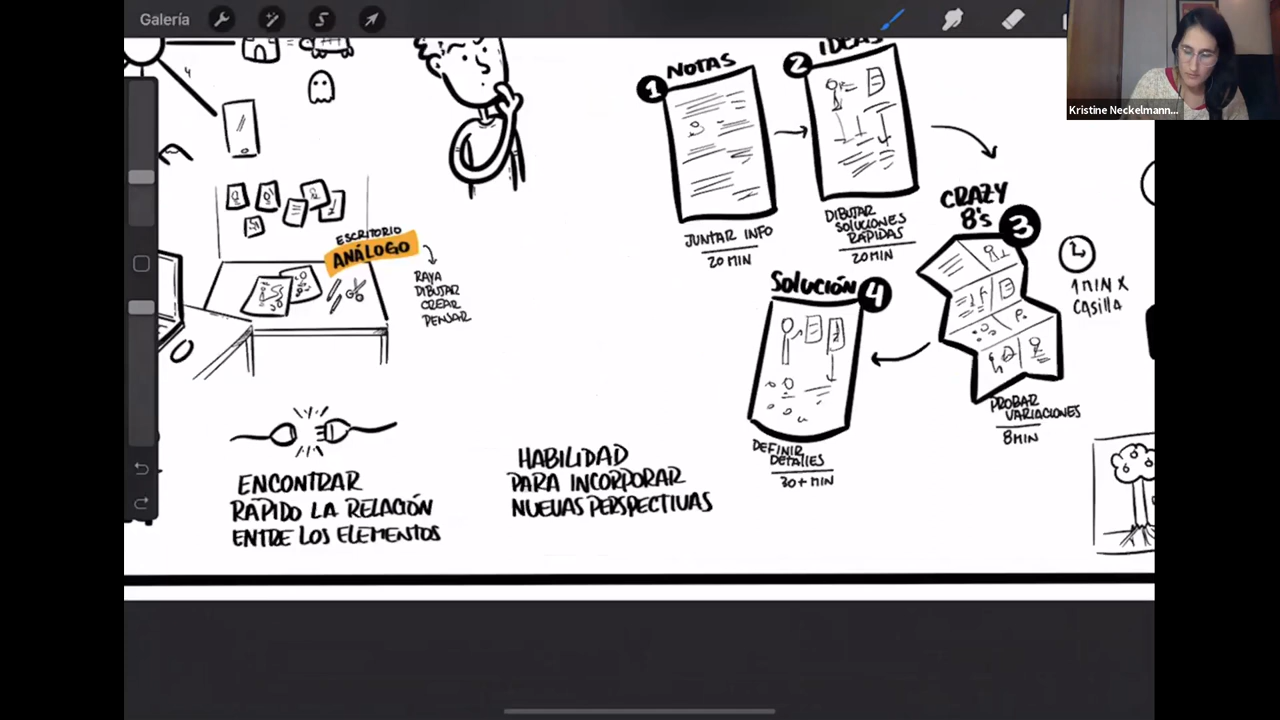 Galería
Kristine Neckelmann...
4
ESCRITORIO
ANÁLOGO
RAYA
DIBUJAR
CREAR
PENSAR
1 NOTAS
JUNTAR INFO
20 MIN
2 IDEAS
DIBUJAR
SOLUCIONES
RÁPIDAS
20 MIN
CRAZY
8's
3
1 MIN X
CASILLA
PROBAR
VARIACIONES
8 MIN
SOLUCIÓN 4
DEFINIR
DETALLES
30+ MIN
ENCONTRAR
RÁPIDO LA RELACIÓN
ENTRE LOS ELEMENTOS
HABILIDAD
PARA INCORPORAR
NUEVAS PERSPECTIVAS